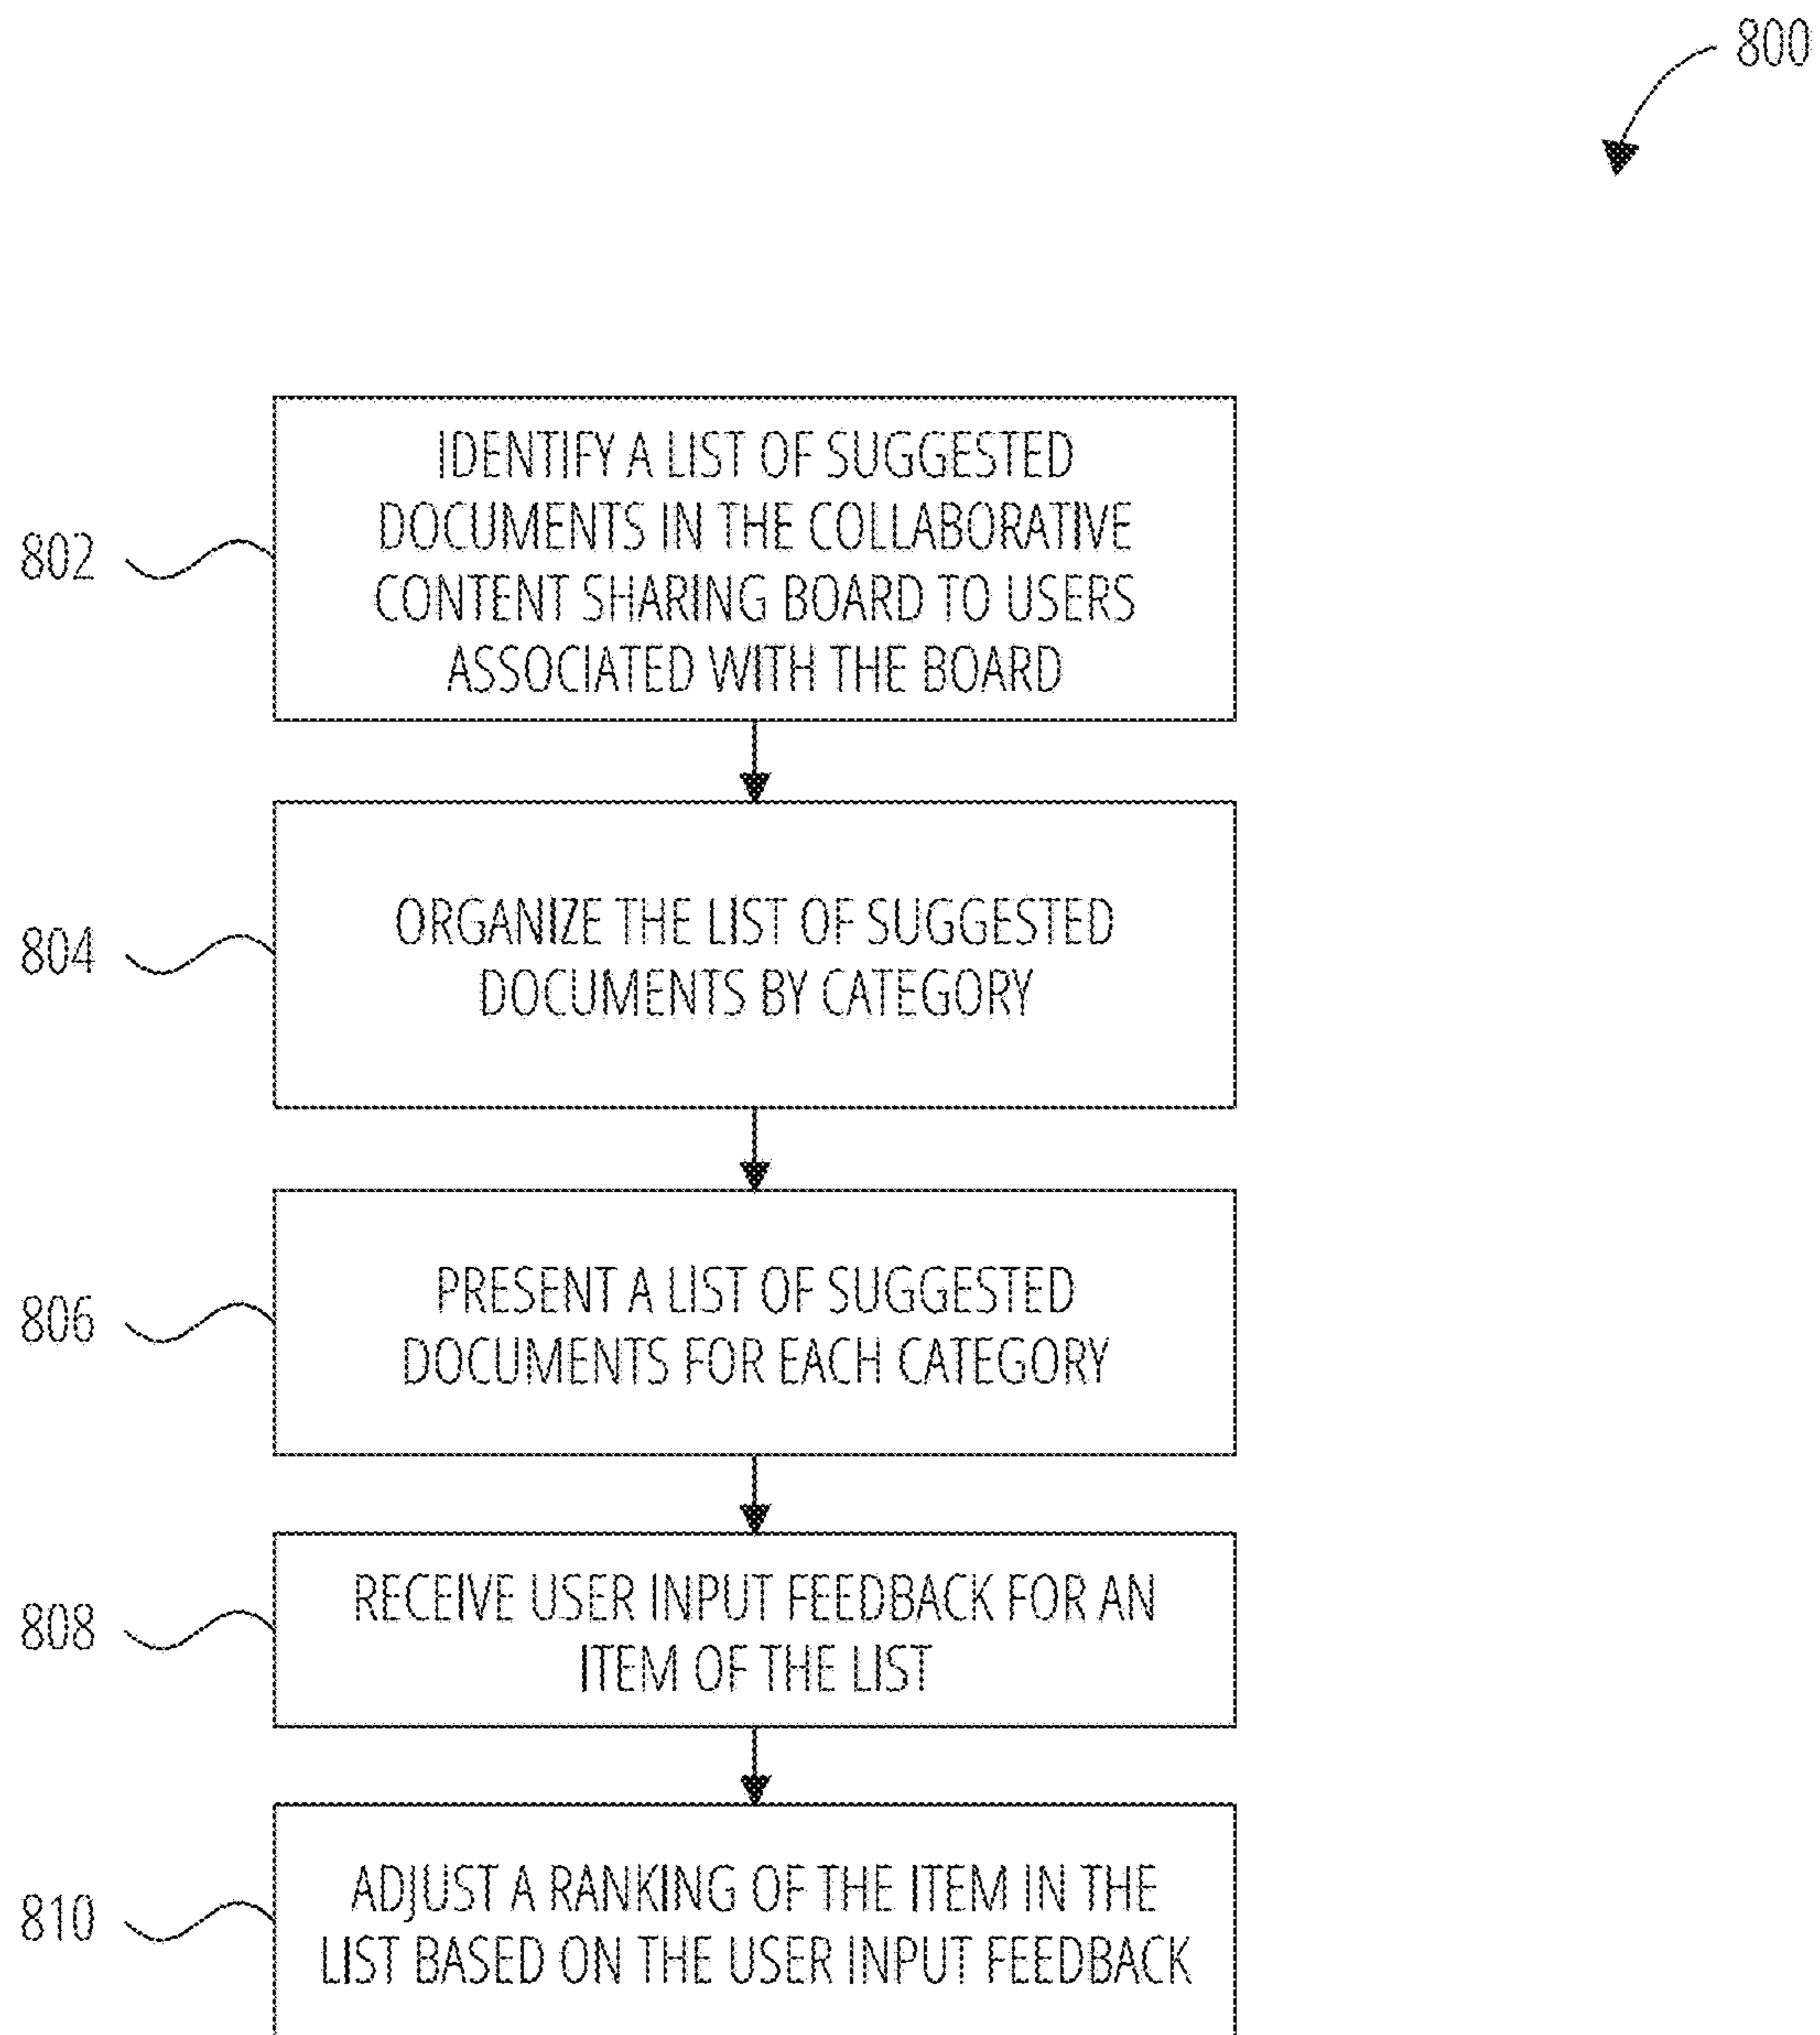 800
802
IDENTIFY A LIST OF SUGGESTED
DOCUMENTS IN THE COLLABORATIVE
CONTENT SHARING BOARD TO USERS
ASSOCIATED WITH THE BOARD
804
ORGANIZE THE LIST OF SUGGESTED
DOCUMENTS BY CATEGORY
806
PRESENT A LIST OF SUGGESTED
DOCUMENTS FOR EACH CATEGORY
808
RECEIVE USER INPUT FEEDBACK FOR AN
ITEM OF THE LIST
810
ADJUST A RANKING OF THE ITEM IN THE
LIST BASED ON THE USER INPUT FEEDBACK